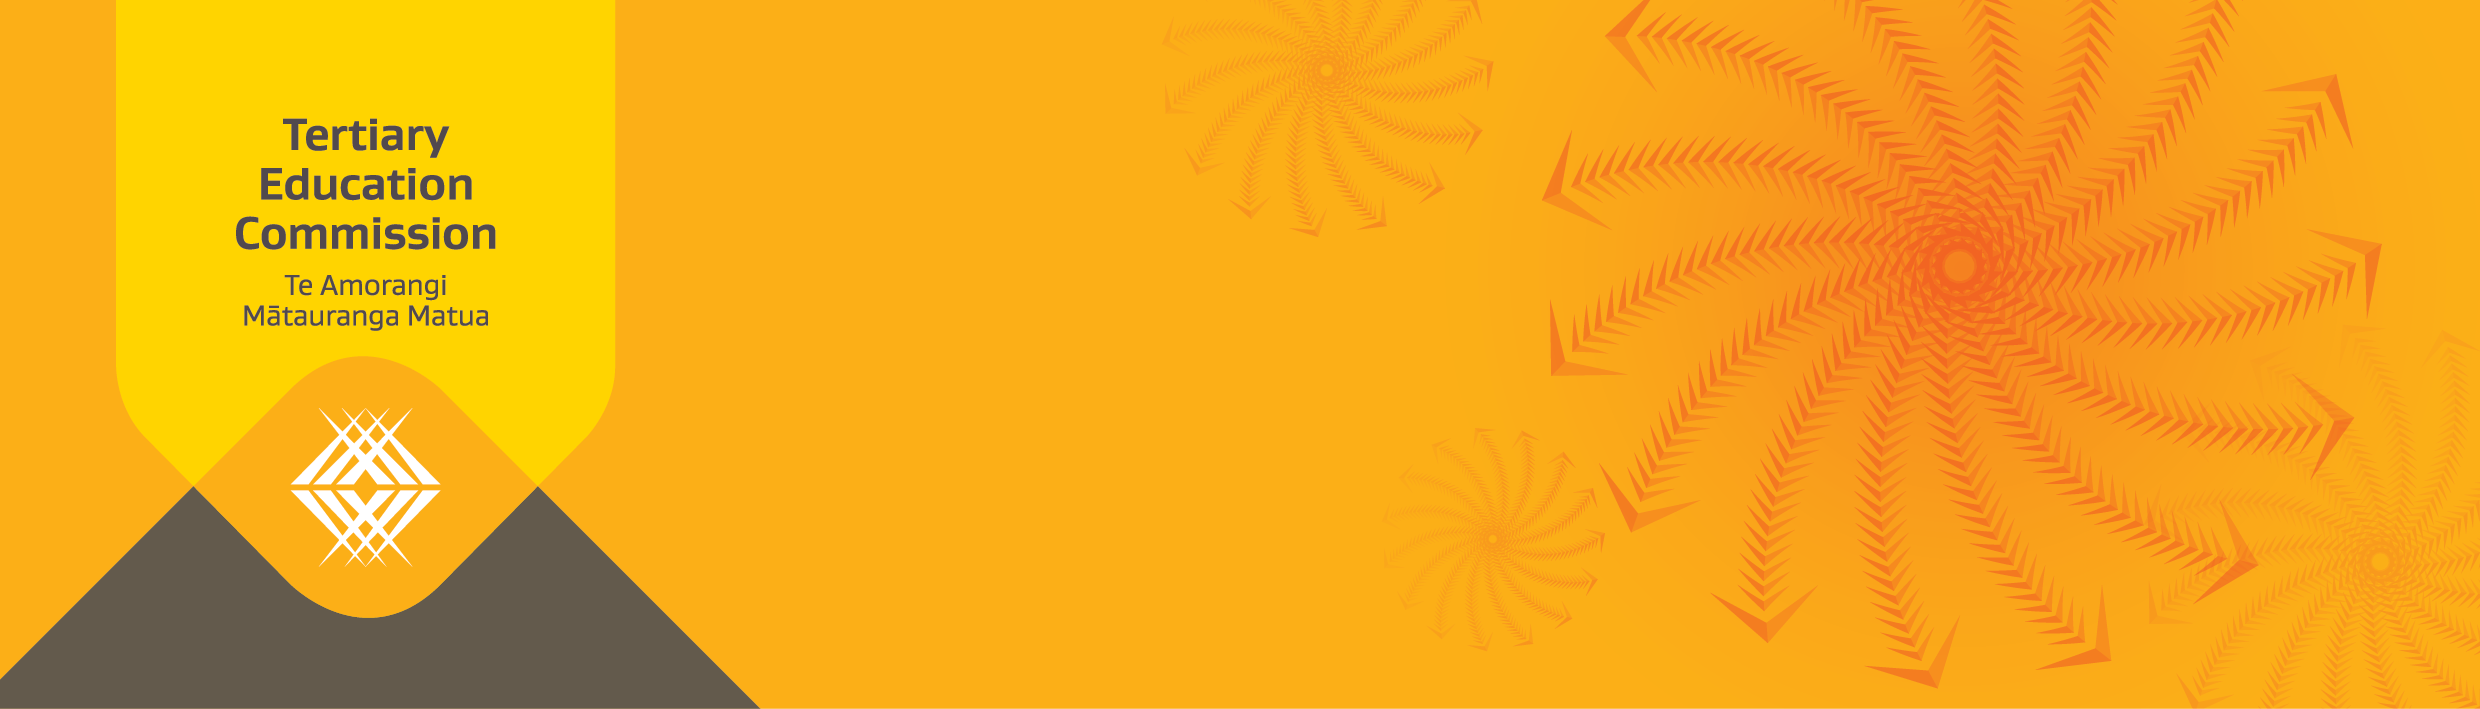 Tertiary
Education
Commission
Te Amorangi
Mātauranga Matua